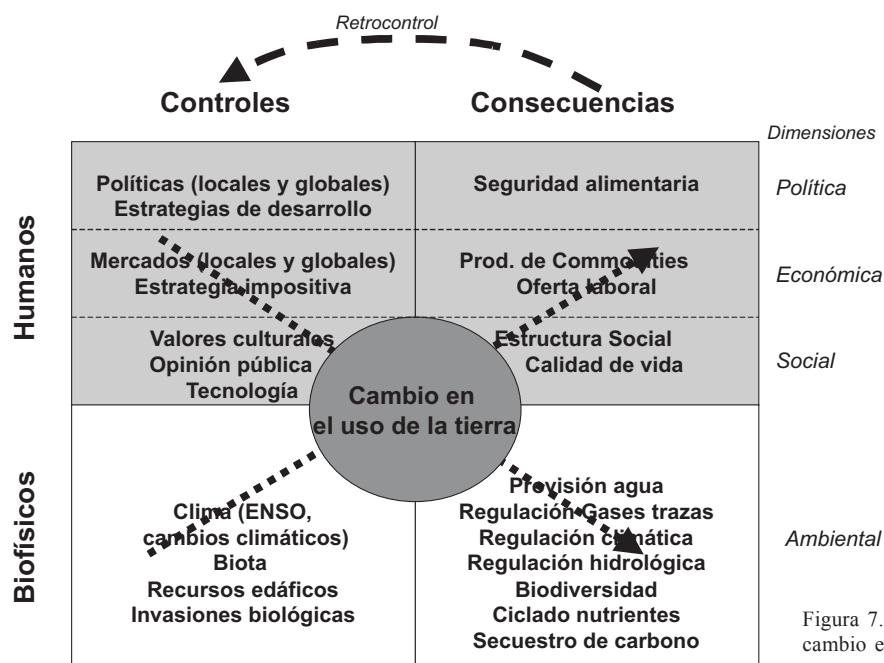 Retrocontrol
Controles
Consecuencias
Dimensiones
Humanos
Políticas (locales y globales)
Estrategias de desarrollo
Seguridad alimentaria
Política
Mercados (locales y globales)
Estrategia impositiva
Prod. de Commodities
Oferta laboral
Económica
Valores culturales
Opinión pública
Tecnología
Estructura Social
Calidad de vida
Social
Cambio en
el uso de la tierra
Biofísicos
Clima (ENSO,
cambios climáticos)
Biota
Recursos edáficos
Invasiones biológicas
Provisión agua
Regulación Gases trazas
Regulación climática
Regulación hidrológica
Biodiversidad
Ciclado nutrientes
Secuestro de carbono
Ambiental
Figura 7.
cambio e